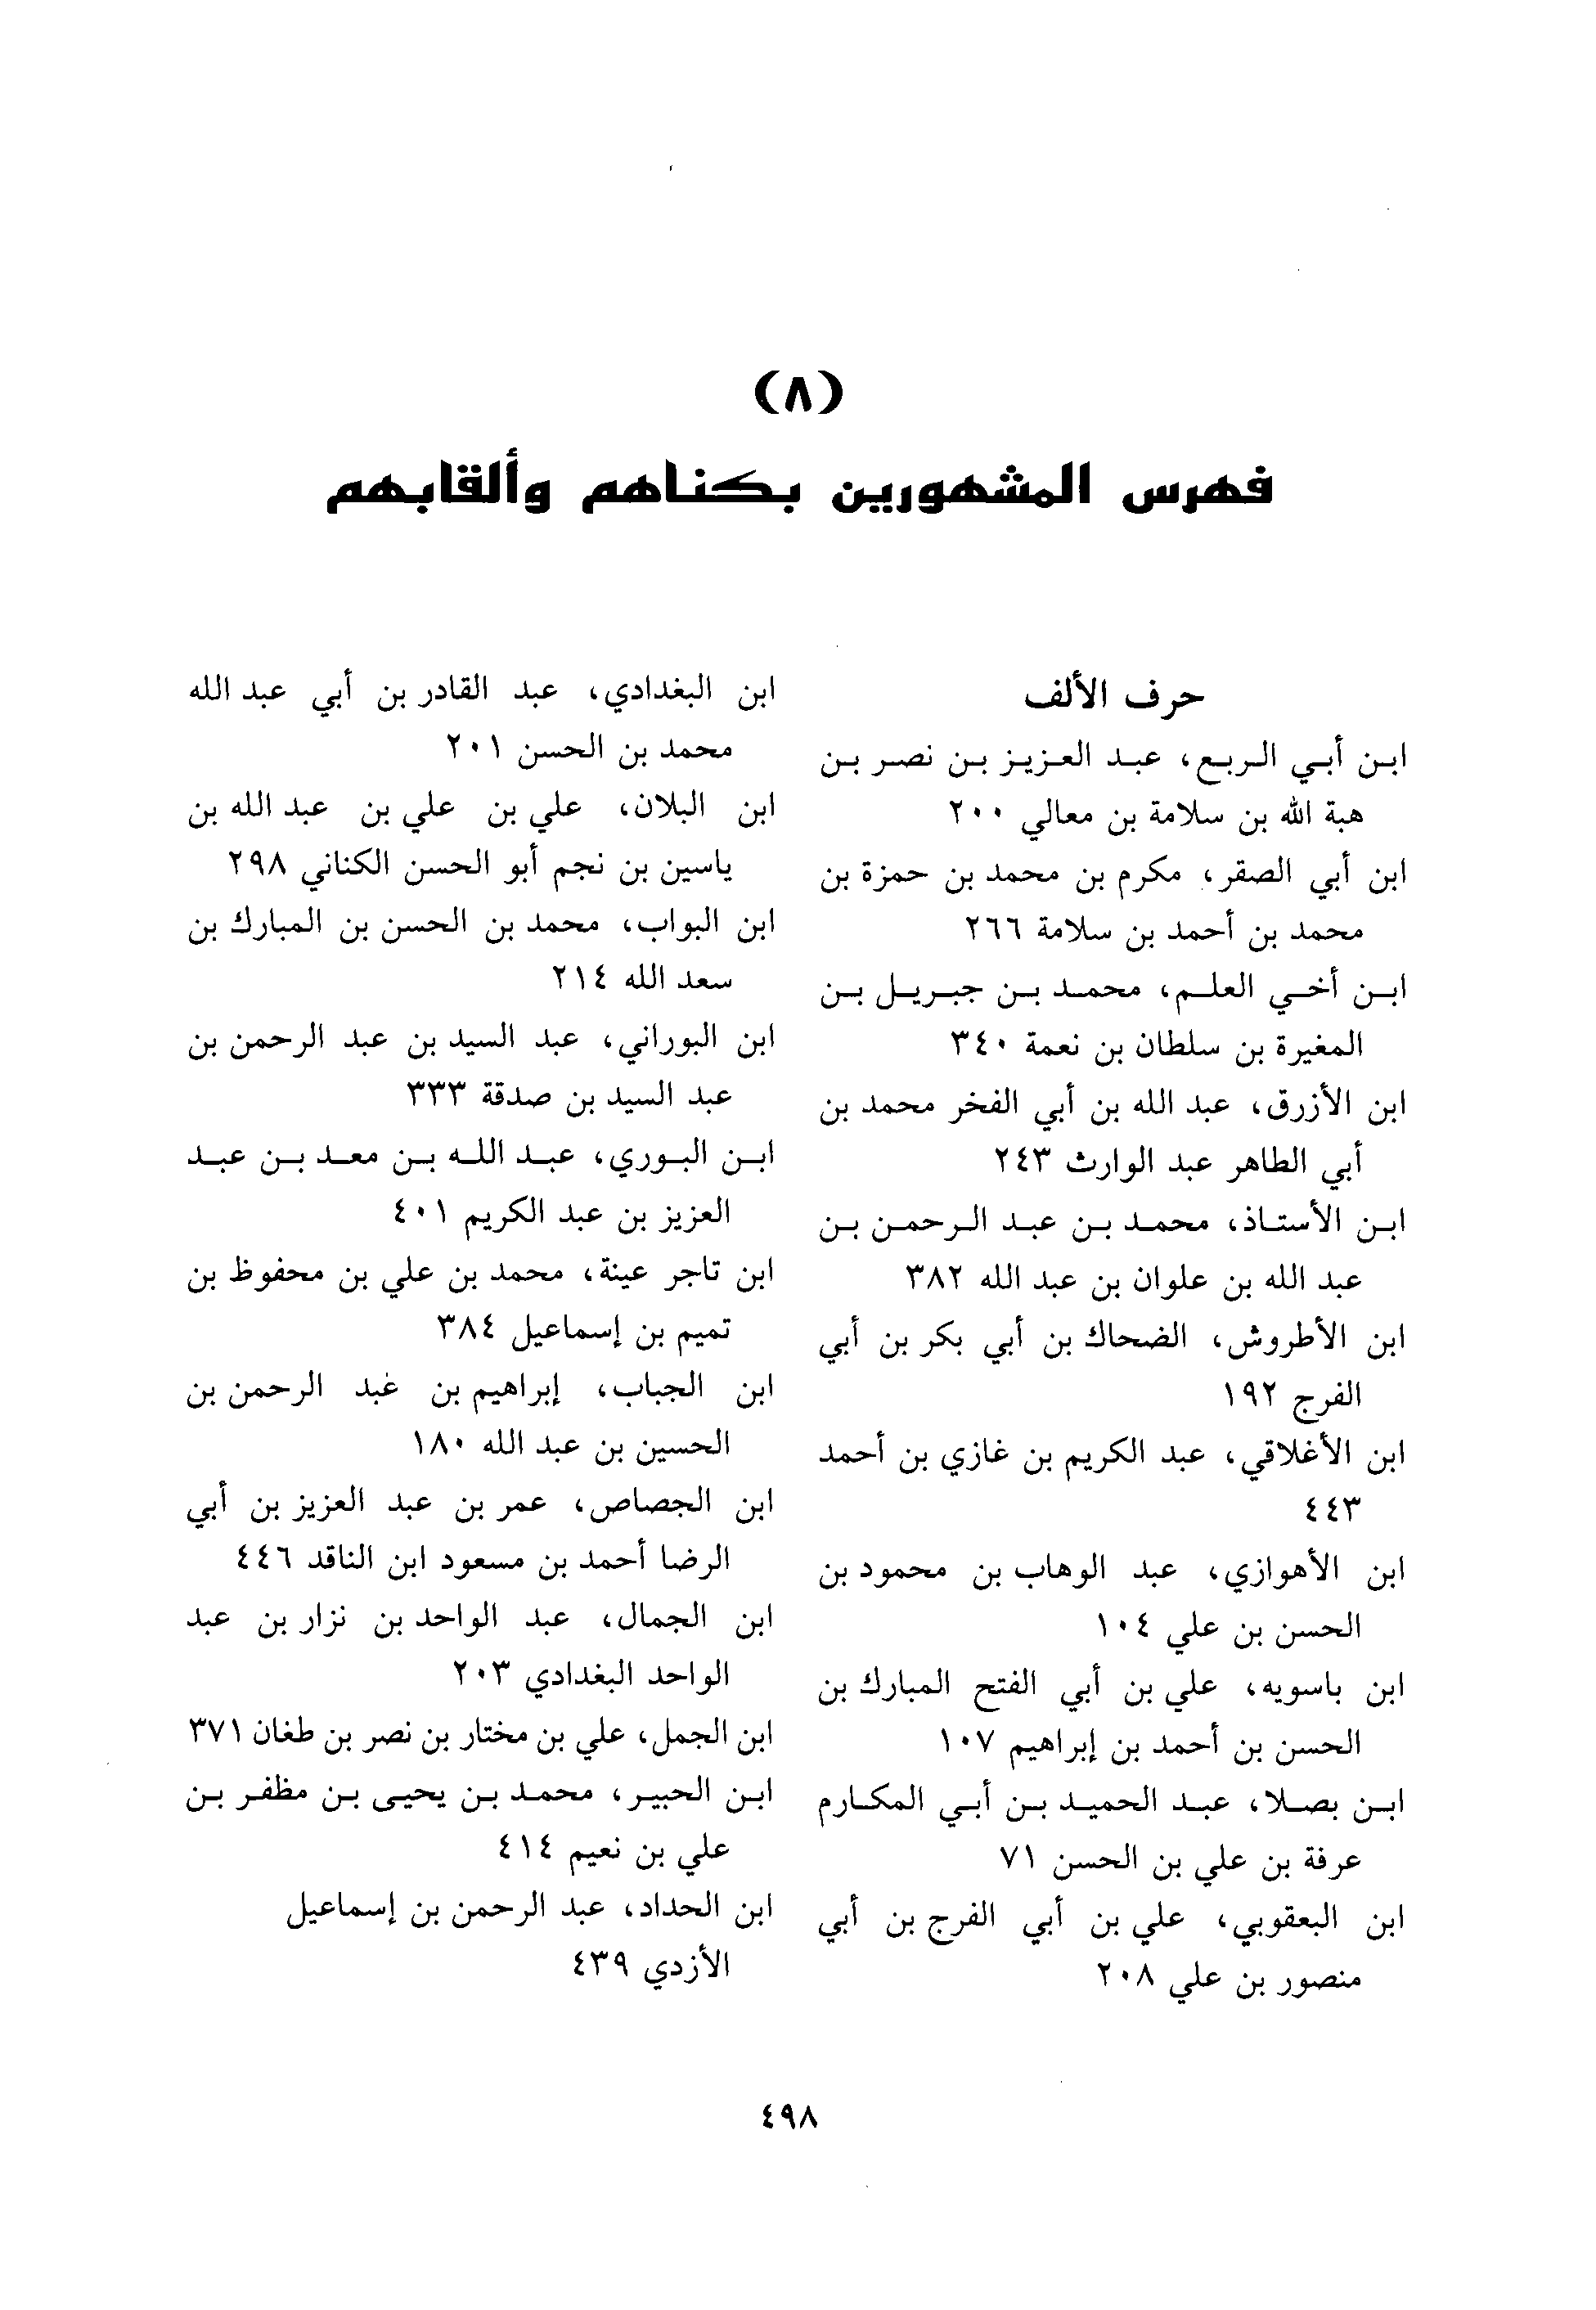 (٨)
فهرس المشهورين بكناهم وألقابهم
حرف الألف
ابن أبي الربع، عبد العزيز بن نصر بن
هبة الله بن سلامة بن معالي ٢٠٠
ابن أبي الصقر، مكرم بن محمد بن حمزة بن
محمد بن أحمد بن سلامة ٢٦٦
ابن أخي العلم، محمد بن جبريل بن
المغيرة بن سلطان بن نعمة ٣٤٠
ابن الأزرق، عبد الله بن أبي الفخر محمد بن
أبي الطاهر عبد الوارث ٢٤٣
ابن الأستاذ، محمد بن عبد الرحمن بن
عبد الله بن علوان بن عبد الله ٣٨٢
ابن الأطروش، الضحاك بن أبي بكر بن أبي
الفرج ١٩٢
ابن الأغلاقي، عبد الكريم بن غازي بن أحمد
٤٤٣
ابن الأهوازي، عبد الوهاب بن محمود بن
الحسن بن علي ١٠٤
ابن باسويه، علي بن أبي الفتح المبارك بن
الحسن بن أحمد بن إبراهيم ١٠٧
ابن بصلا، عبد الحميد بن أبي المكارم
عرفة بن علي بن الحسن ٧١
ابن البعقوبي، علي بن أبي الفرج بن أبي
منصور بن علي ٢٠٨
ابن البغدادي، عبد القادر بن أبي عبد الله
محمد بن الحسن ٢٠١
ابن البلان، علي بن علي بن عبد الله بن
ياسين بن نجم أبو الحسن الكناني ٢٩٨
ابن البواب، محمد بن الحسن بن المبارك بن
سعد الله ٢١٤
ابن البوراني، عبد السيد بن عبد الرحمن بن
عبد السيد بن صدقة ٣٣٣
ابن البوري، عبد الله بن معد بن عبد
العزيز بن عبد الكريم ٤٠١
ابن تاجر عينة، محمد بن علي بن محفوظ بن
تميم بن إسماعيل ٣٨٤
ابن الجباب، إبراهيم بن غبد الرحمن بن
الحسين بن عبد الله ١٨٠
ابن الجصاص، عمر بن عبد العزيز بن أبي
الرضا أحمد بن مسعود ابن الناقد ٤٤٦
ابن الجمال، عبد الواحد بن نزار بن عبد
الواحد البغدادي ٢٠٣
ابن الجمل، علي بن مختار بن نصر بن طغان ٣٧١
ابن الحبير، محمد بن يحيى بن مظفر بن
علي بن نعيم ٤١٤
ابن الحداد، عبد الرحمن بن إسماعيل
الأزدي ٤٣٩
٤٩٨